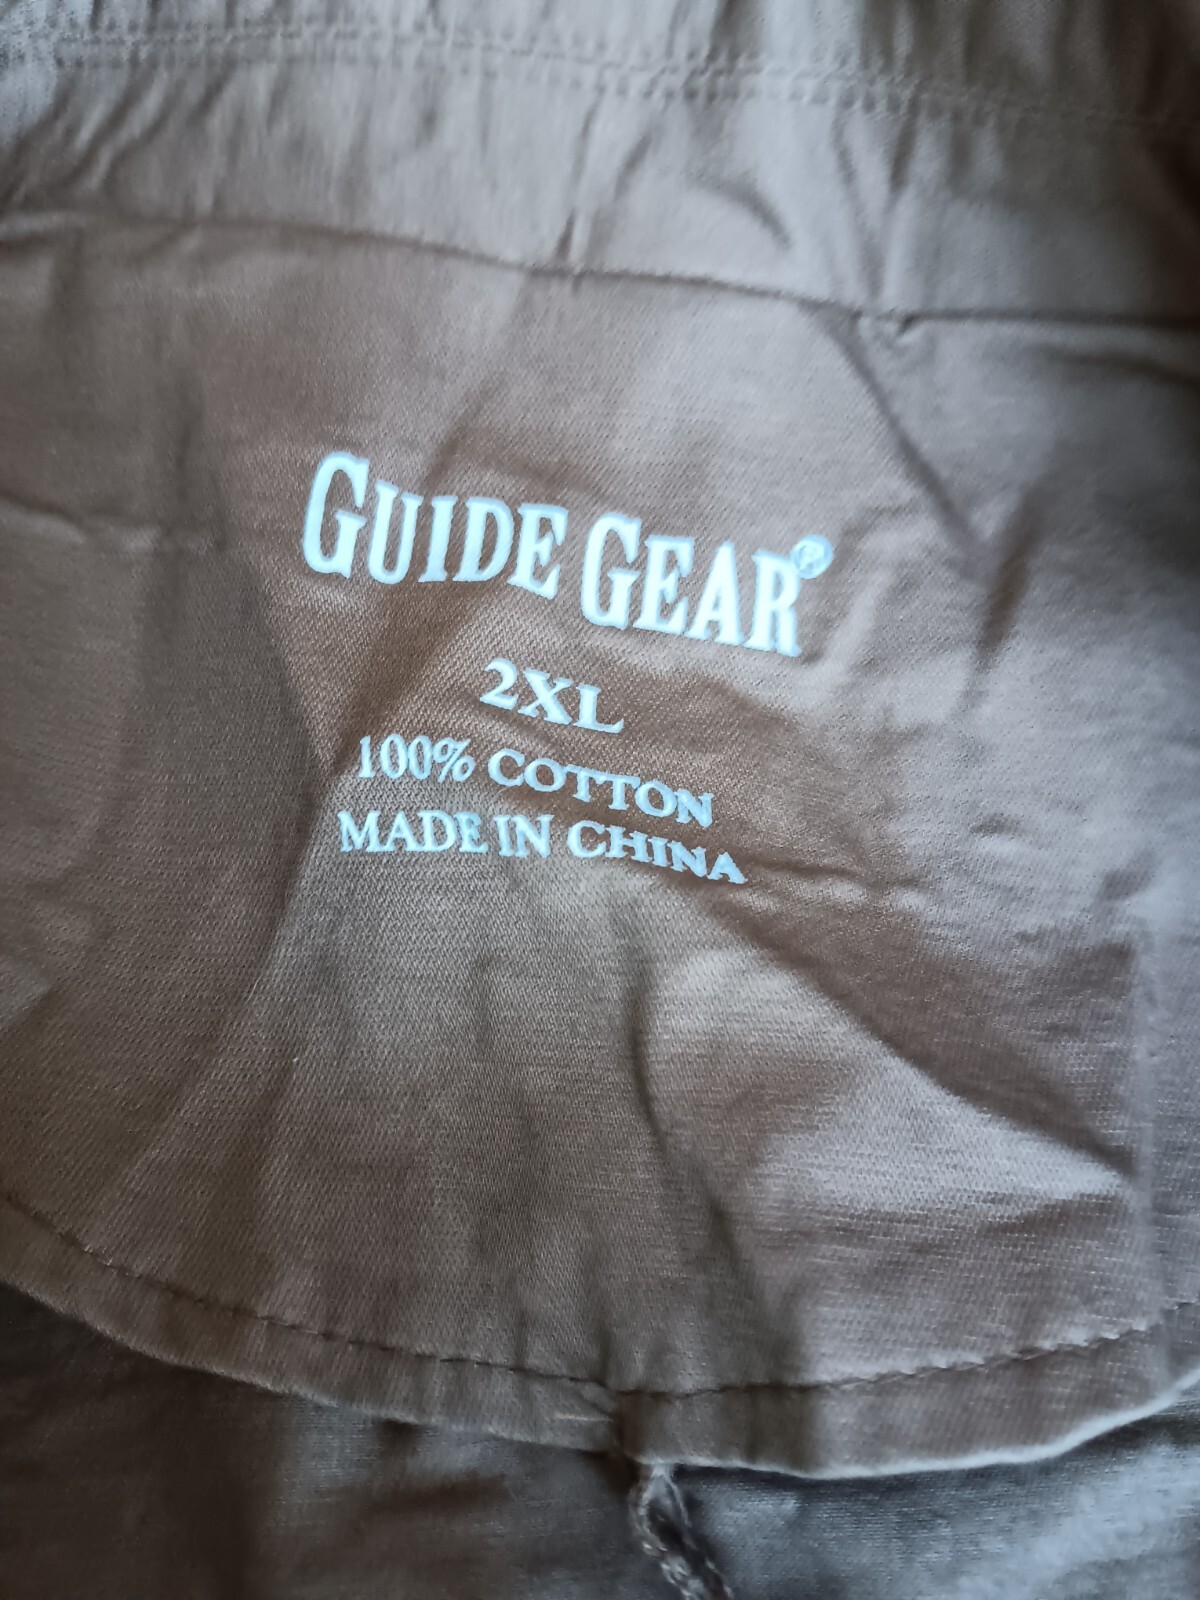 GUIDE GEAR®
2XL
100% COTTON
MADE IN CHINA